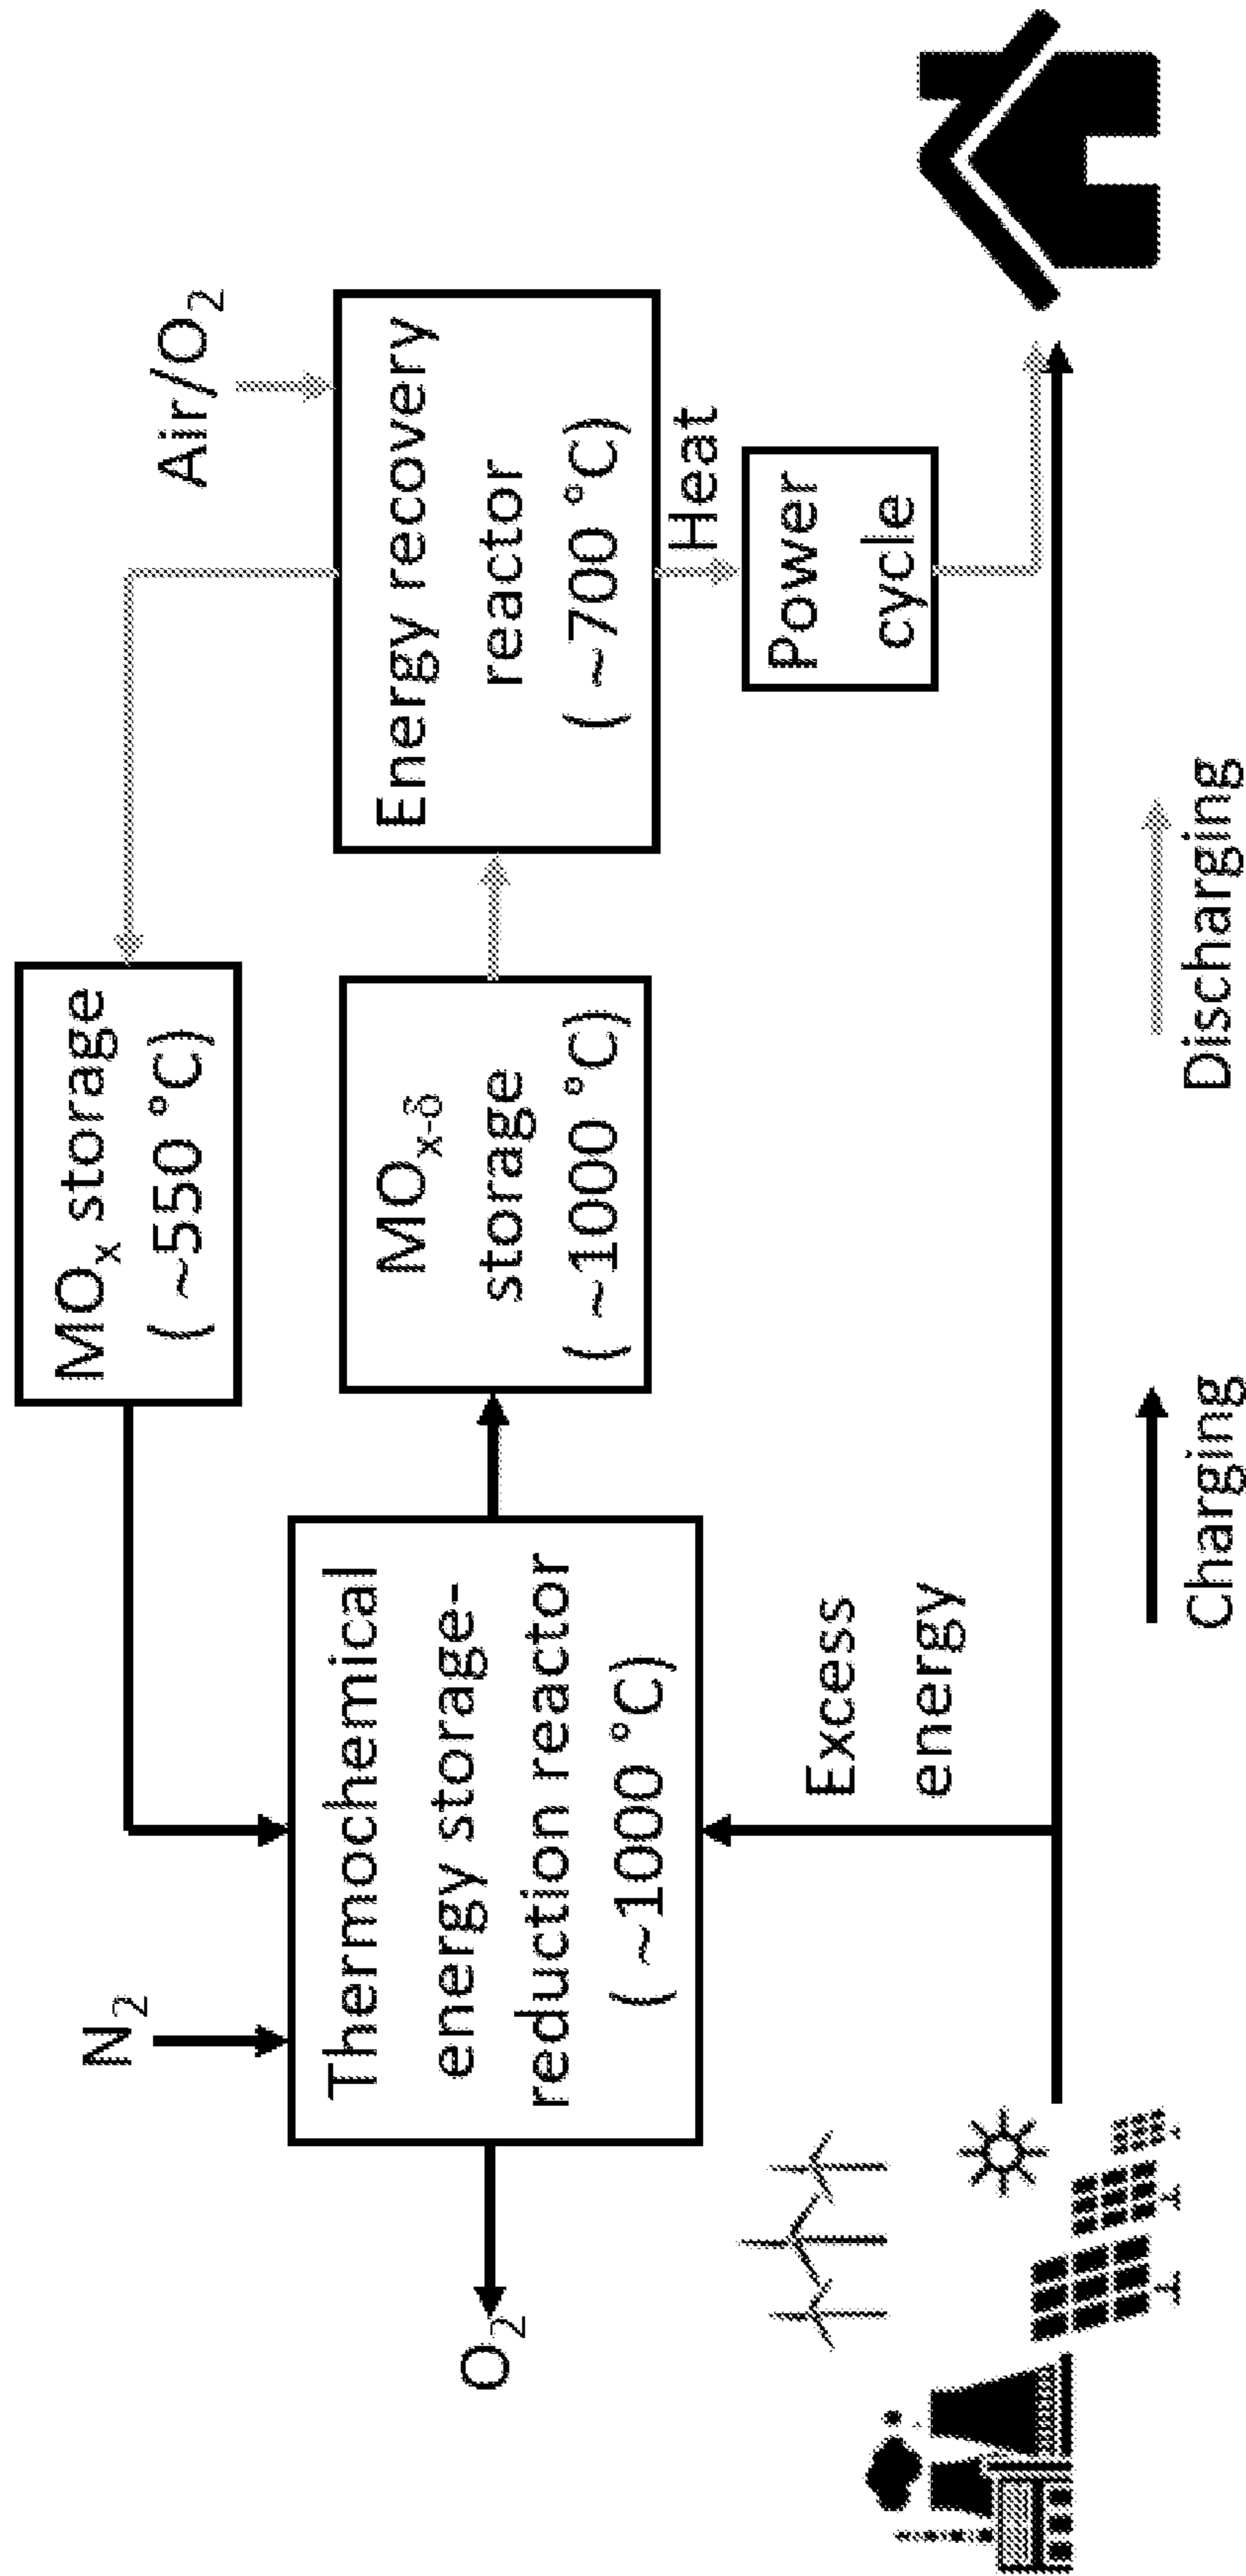 MOₓ storage
( ~550 °C)
N₂
Air/O₂
Thermochemical
energy storage-
reduction reactor
( ~1000 °C)
O₂
MOₓ₋δ
storage
( ~1000 °C)
Energy recovery
reactor
( ~700 °C)
Heat
Power
cycle
Excess
energy
Charging
Discharging